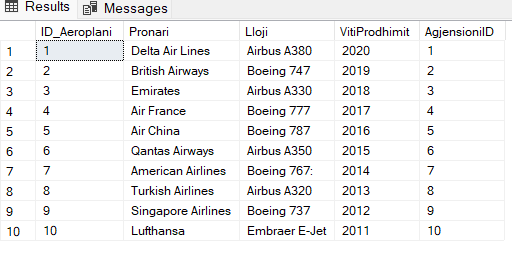 Results Messages
ID_Aeroplani Pronari Lloji VitiProdhimit AgjensioniID
1 1 Delta Air Lines Airbus A380 2020 1
2 2 British Airways Boeing 747 2019 2
3 3 Emirates Airbus A330 2018 3
4 4 Air France Boeing 777 2017 4
5 5 Air China Boeing 787 2016 5
6 6 Qantas Airways Airbus A350 2015 6
7 7 American Airlines Boeing 767: 2014 7
8 8 Turkish Airlines Airbus A320 2013 8
9 9 Singapore Airlines Boeing 737 2012 9
10 10 Lufthansa Embraer E-Jet 2011 10